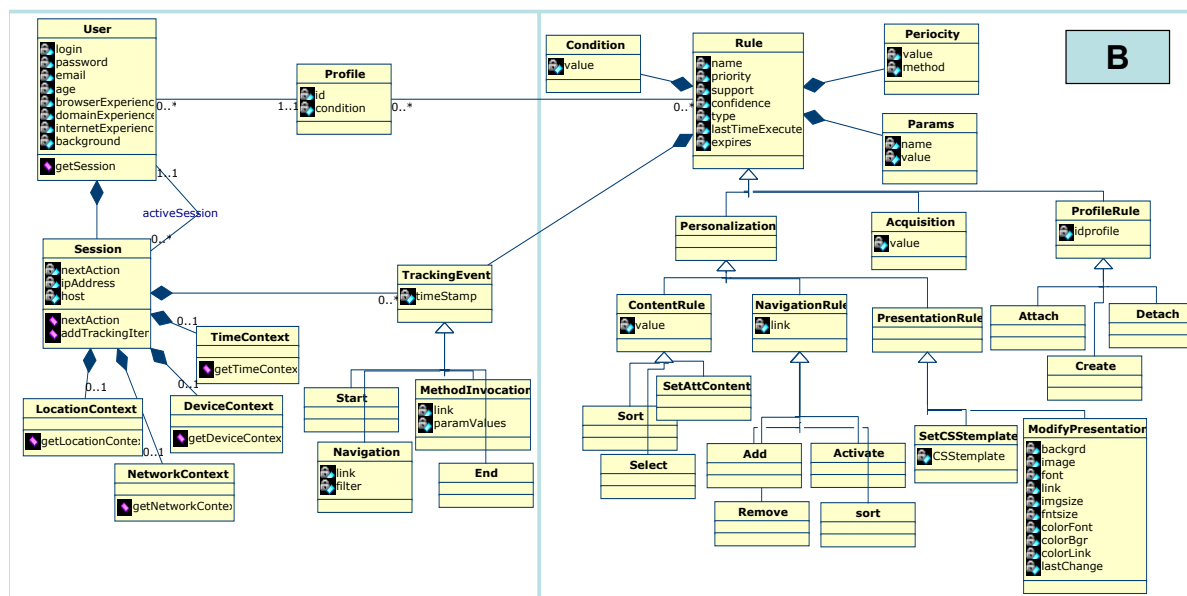 User
login
password
email
age
browserExperienc
domainExperience
internetExperienc
background
getSession
0..*
1..1
Profile
id
condition
0..*
1..1
activeSession
0..*
Session
nextAction
ipAddress
host
nextAction
addTrackingIter
0..1
TimeContext
getTimeContex
0..1
LocationContext
getLocationContex
0..1
DeviceContext
getDeviceContex
0..1
NetworkContext
getNetworkContex
0..*
TrackingEvent
timeStamp
Start
MethodInvocation
link
paramValues
Navigation
link
filter
End
B
Condition
value
Rule
name
priority
support
confidence
type
lastTimeExecute
expires
0..*
Periocity
value
method
Params
name
value
Personalization
Acquisition
value
ProfileRule
idprofile
ContentRule
value
NavigationRule
link
PresentationRule
Attach
Detach
Create
Sort
SetAttContent
Select
Add
Activate
Remove
sort
SetCSStemplate
CSStemplate
ModifyPresentation
backgrd
image
font
link
imgsize
fntsize
colorFont
colorBgr
colorLink
lastChange